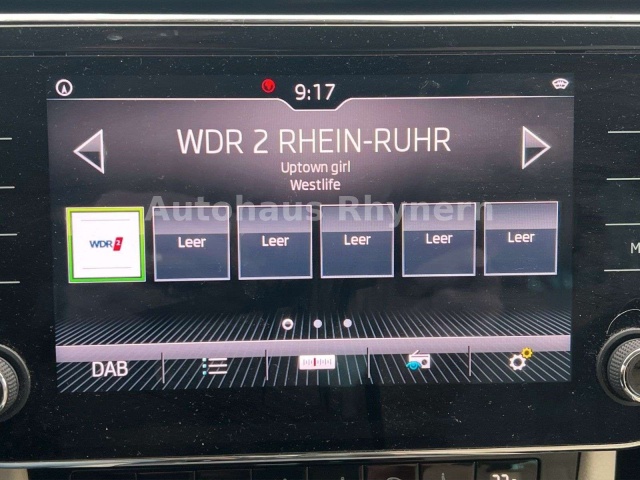 9:17
WDR 2 RHEIN-RUHR
Uptown girl
Westlife
Autohaus Rhynern
WDR 2 Leer Leer Leer Leer Leer
DAB